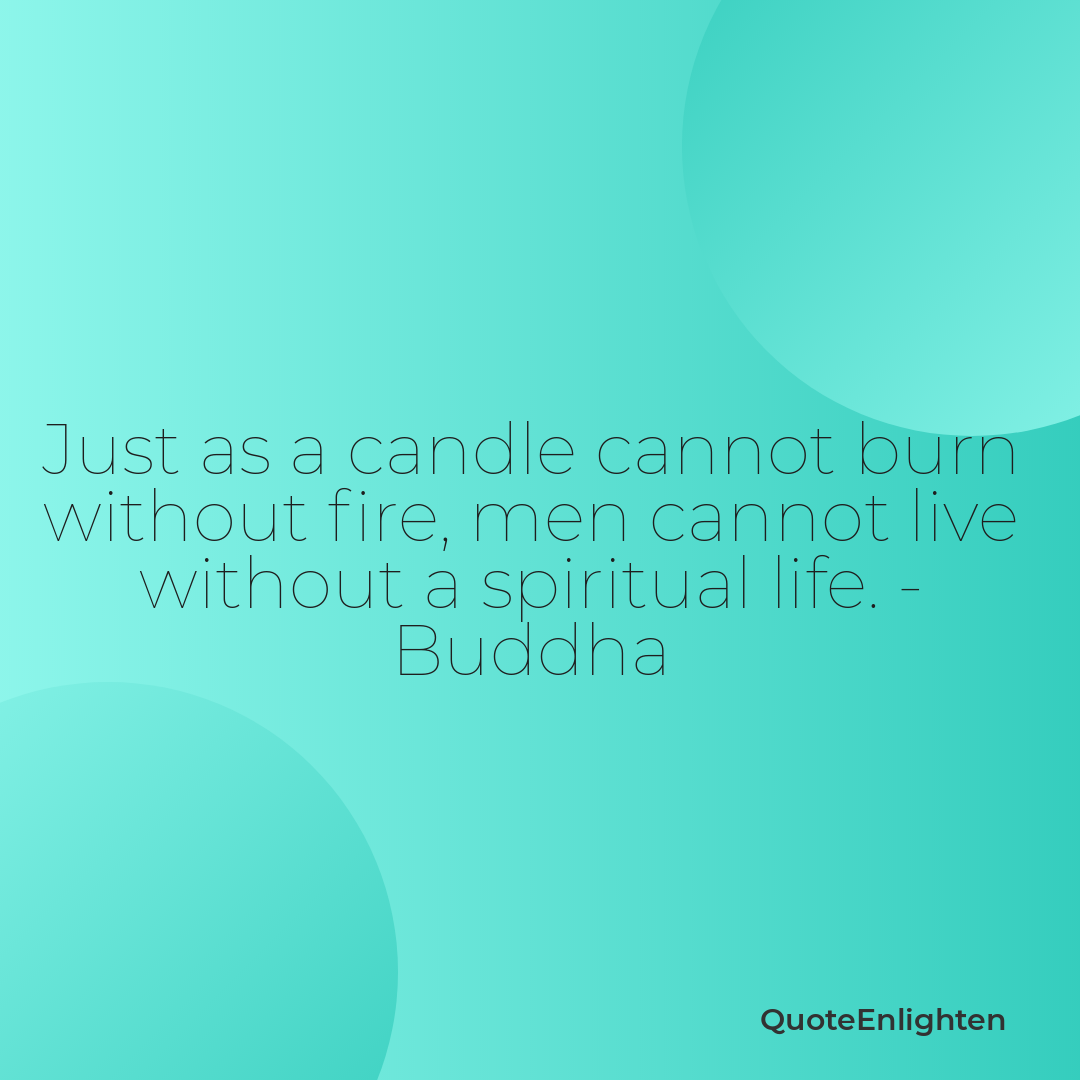 Just as a candle cannot burn
without fire, men cannot live
without a spiritual life. -
Buddha
QuoteEnlighten